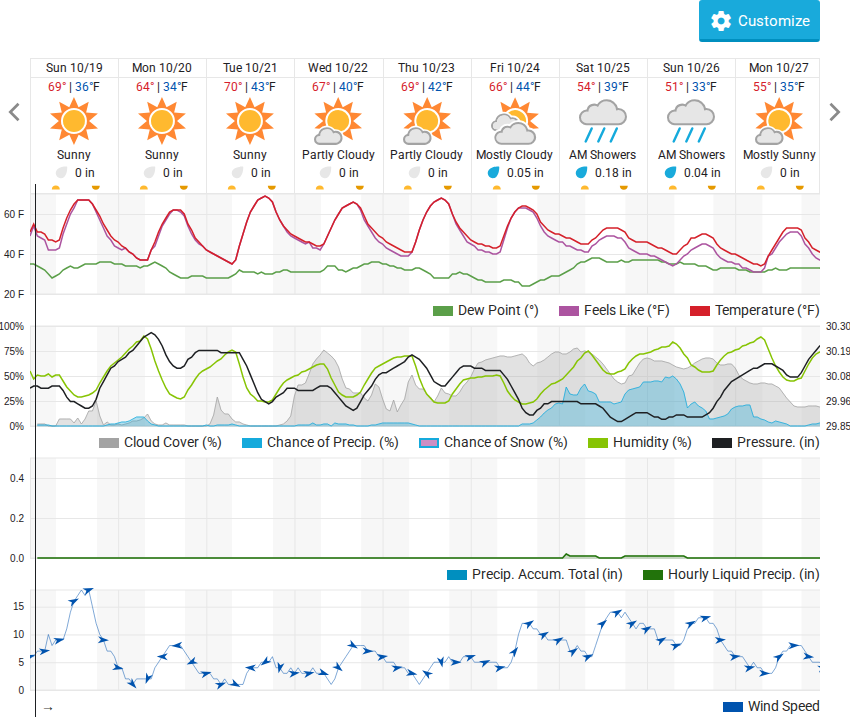 Customize
Sun 10/19 Mon 10/20 Tue 10/21 Wed 10/22 Thu 10/23 Fri 10/24 Sat 10/25 Sun 10/26 Mon 10/27
69° | 36°F 64° | 34°F 70° | 43°F 67° | 40°F 69° | 42°F 66° | 44°F 54° | 39°F 51° | 33°F 55° | 35°F
Sunny Sunny Sunny Partly Cloudy Partly Cloudy Mostly Cloudy AM Showers AM Showers Mostly Sunny
0 in 0 in 0 in 0 in 0 in 0.05 in 0.18 in 0.04 in 0 in
60 F
40 F
20 F
Dew Point (°) Feels Like (°F) Temperature (°F)
100% 30.30
75% 30.19
50% 30.08
25% 29.96
0% 29.85
Cloud Cover (%) Chance of Precip. (%) Chance of Snow (%) Humidity (%) Pressure. (in)
0.4
0.2
0.0
Precip. Accum. Total (in) Hourly Liquid Precip. (in)
15
10
5
0
→ Wind Speed